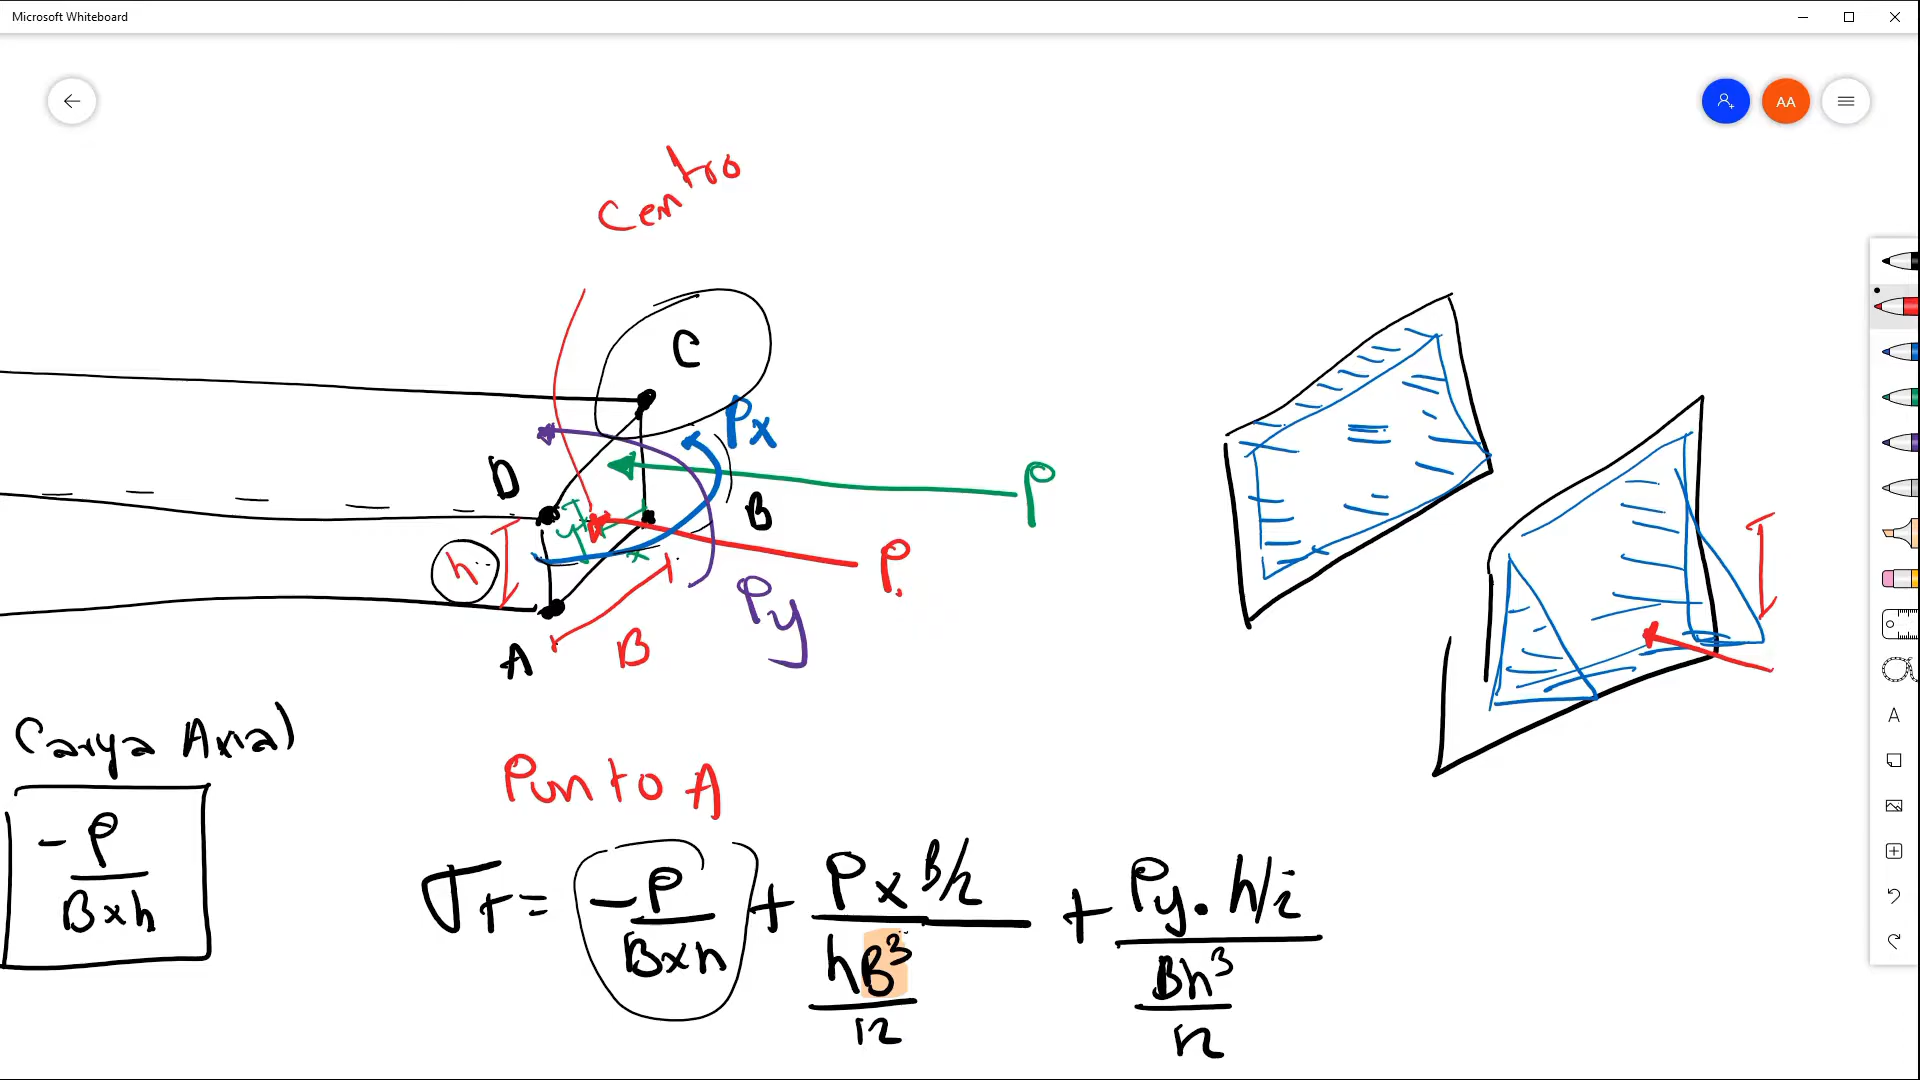 Microsoft Whiteboard
AA
Centro
C
Px
D
P
B
y
x
h
P.
Py
B
A
Carga Axial
-P
Bxh
Punto A
σT = -P/Bxh + Px B/2 / hB³/12 + Py . h/2 / Bh³/12
A